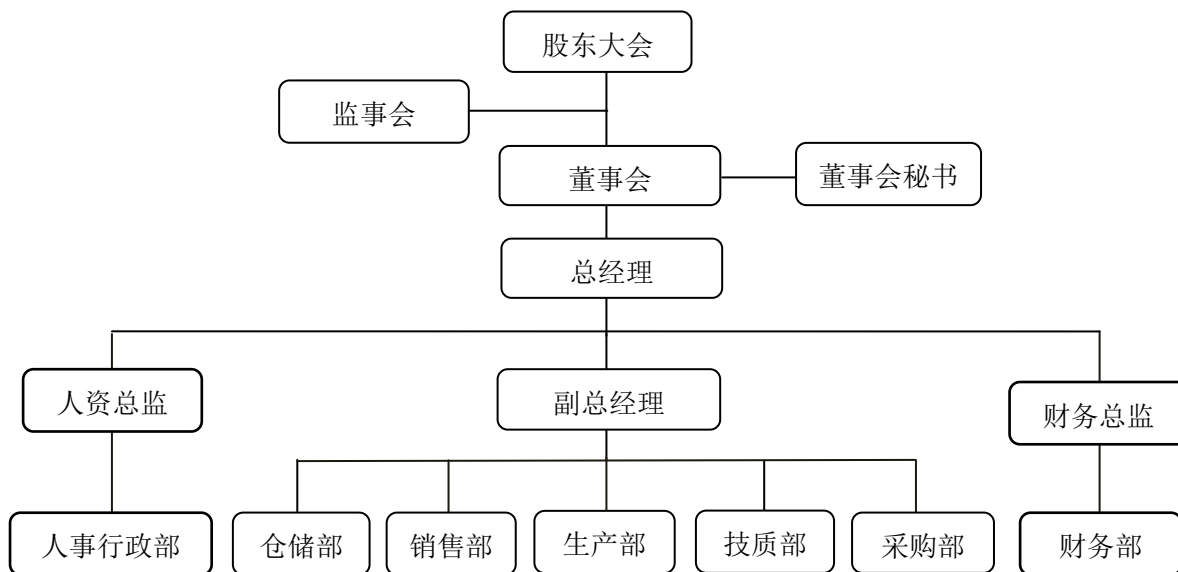 股东大会
监事会
董事会
董事会秘书
总经理
人资总监
副总经理
财务总监
人事行政部
仓储部
销售部
生产部
技质部
采购部
财务部